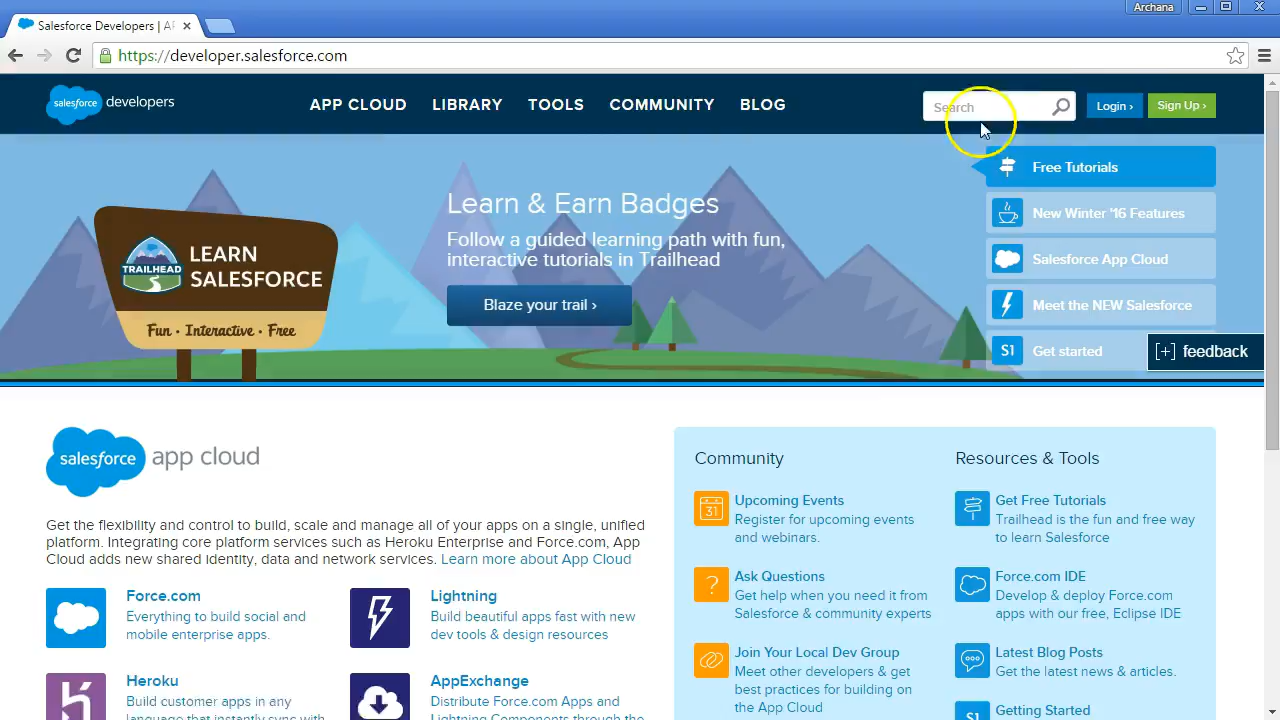 Archana
Salesforce Developers | AP
https://developer.salesforce.com
salesforce developers
APP CLOUD LIBRARY TOOLS COMMUNITY BLOG
Search
Login ›
Sign Up ›
Learn & Earn Badges
Follow a guided learning path with fun,
interactive tutorials in Trailhead
Blaze your trail ›
TRAILHEAD
LEARN
SALESFORCE
Fun · Interactive · Free
Free Tutorials
New Winter '16 Features
Salesforce App Cloud
Meet the NEW Salesforce
S1 Get started
[+] feedback
salesforce app cloud
Get the flexibility and control to build, scale and manage all of your apps on a single, unified
platform. Integrating core platform services such as Heroku Enterprise and Force.com, App
Cloud adds new shared identity, data and network services. Learn more about App Cloud
Force.com
Everything to build social and
mobile enterprise apps.
Lightning
Build beautiful apps fast with new
dev tools & design resources
Heroku
Build customer apps in any
language that instantly sync with
AppExchange
Distribute Force.com Apps and
Lightning Components through the
Community
31
Upcoming Events
Register for upcoming events
and webinars.
?
Ask Questions
Get help when you need it from
Salesforce & community experts
Join Your Local Dev Group
Meet other developers & get
best practices for building on
the App Cloud
Resources & Tools
Get Free Tutorials
Trailhead is the fun and free way
to learn Salesforce
Force.com IDE
Develop & deploy Force.com
apps with our free, Eclipse IDE
Latest Blog Posts
Get the latest news & articles.
S1
Getting Started